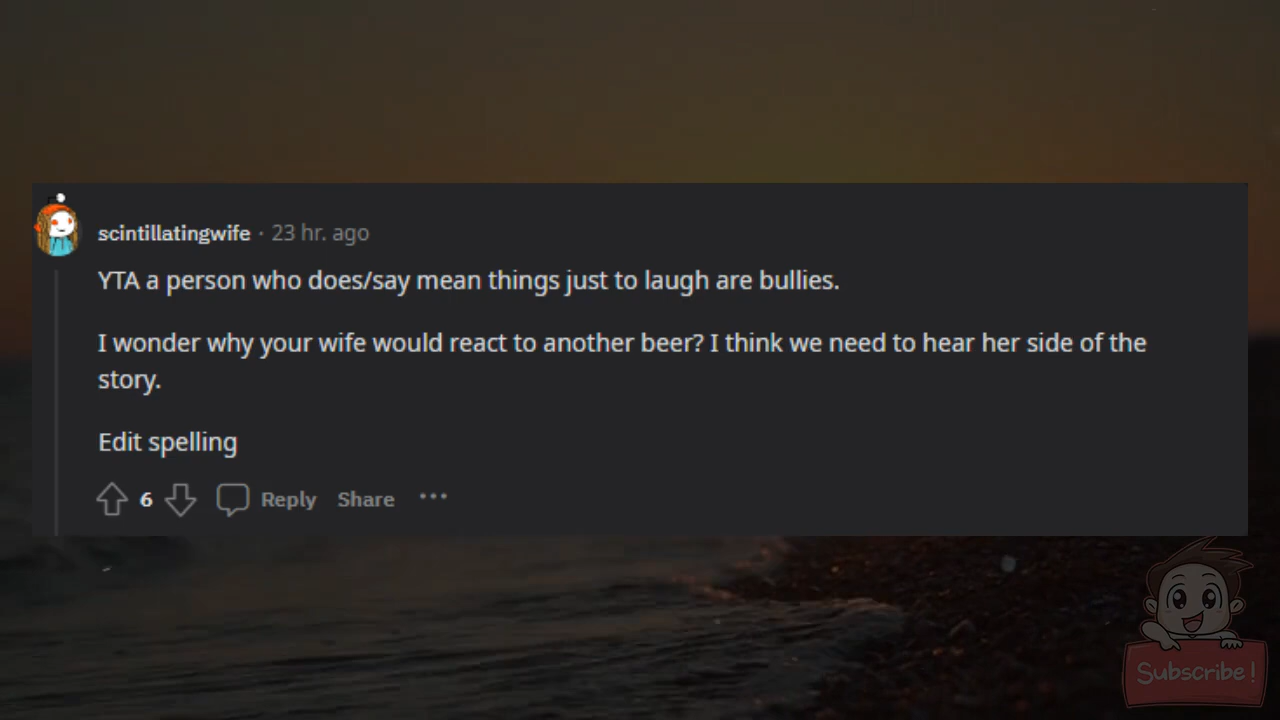 scintillatingwife · 23 hr. ago
YTA a person who does/say mean things just to laugh are bullies.
I wonder why your wife would react to another beer? I think we need to hear her side of the
story.
Edit spelling
6 Reply Share ···
Subscribe!